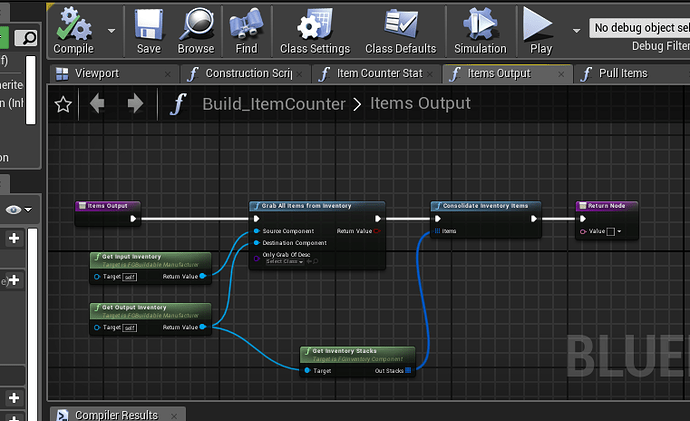 Compile
Save
Browse
Find
Class Settings
Class Defaults
Simulation
Play
No debug object sel
Debug Filter
Viewport
Construction Scrip
Item Counter Stat
Items Output
Pull Items
Build_ItemCounter > Items Output
Items Output
Grab All Items from Inventory
Source Component
Return Value
Destination Component
Only Grab Of Desc
Select Class
Consolidate Inventory Items
Items
Return Node
Value
Get Input Inventory
Target is FGBuildable Manufacturer
Target self
Return Value
Get Output Inventory
Target is FGBuildable Manufacturer
Target self
Return Value
Get Inventory Stacks
Target is FGInventory Component
Target
Out Stacks
BLUE
Compiler Results